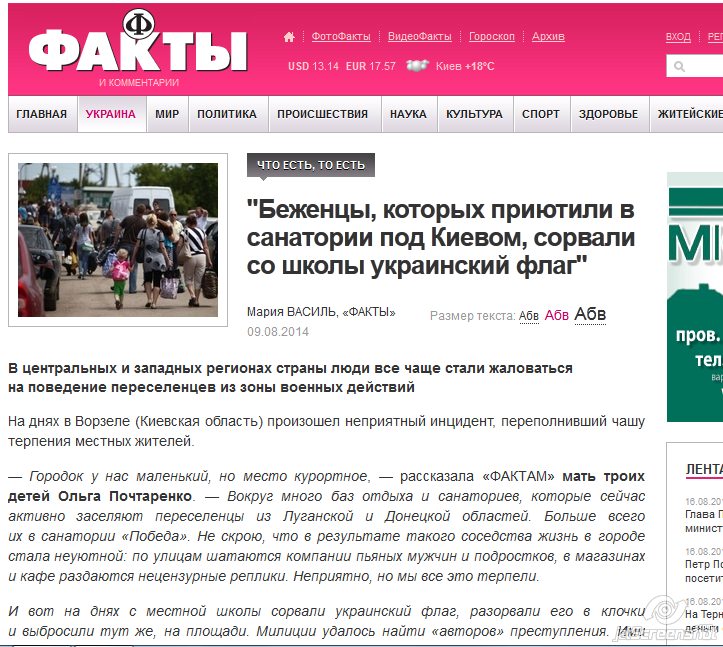 ФАКТЫ
И КОММЕНТАРИИ
ФотоФакты
ВидеоФакты
Гороскоп
Архив
ВХОД
USD 13.14 EUR 17.57
Киев +18°C
ГЛАВНАЯ УКРАИНА МИР ПОЛИТИКА ПРОИСШЕСТВИЯ НАУКА КУЛЬТУРА СПОРТ ЗДОРОВЬЕ ЖИТЕЙСКИЕ
ЧТО ЕСТЬ, ТО ЕСТЬ
"Беженцы, которых приютили в
санатории под Киевом, сорвали
со школы украинский флаг"
Мария ВАСИЛЬ, «ФАКТЫ»
09.08.2014
Размер текста: Абв Абв Абв
В центральных и западных регионах страны люди все чаще стали жаловаться
на поведение переселенцев из зоны военных действий
На днях в Ворзеле (Киевская область) произошел неприятный инцидент, переполнивший чашу
терпения местных жителей.
— Городок у нас маленький, но место курортное, — рассказала «ФАКТАМ» мать троих
детей Ольга Почтаренко. — Вокруг много баз отдыха и санаториев, которые сейчас
активно заселяют переселенцы из Луганской и Донецкой областей. Больше всего
их в санатории «Победа». Не скрою, что в результате такого соседства жизнь в городе
стала неуютной: по улицам шатаются компании пьяных мужчин и подростков, в магазинах
и кафе раздаются нецензурные реплики. Неприятно, но мы все это терпели.
И вот на днях с местной школы сорвали украинский флаг, разорвали его в клочки
и выбросили тут же, на площади. Милиции удалось найти «авторов» преступления. Ими
пров.
тел.
ЛЕНТА
16.08.20
Глава П
минист
16.08.20
Петр По
посетит
16.08.20
На Терн
деньги